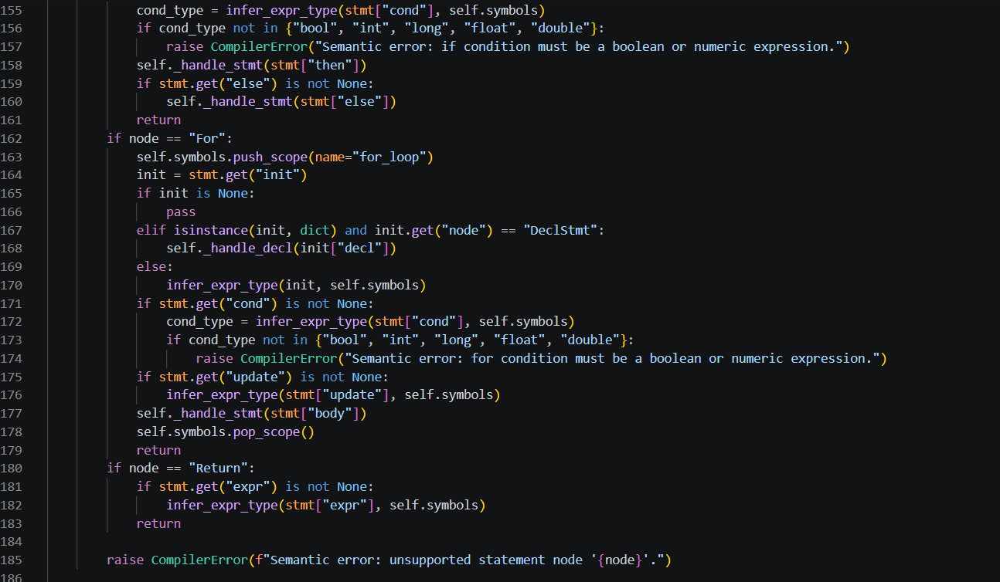 155 cond_type = infer_expr_type(stmt["cond"], self.symbols)
156 if cond_type not in {"bool", "int", "long", "float", "double"}:
157 raise CompilerError("Semantic error: if condition must be a boolean or numeric expression.")
158 self._handle_stmt(stmt["then"])
159 if stmt.get("else") is not None:
160 self._handle_stmt(stmt["else"])
161 return
162 if node == "For":
163 self.symbols.push_scope(name="for_loop")
164 init = stmt.get("init")
165 if init is None:
166 pass
167 elif isinstance(init, dict) and init.get("node") == "DeclStmt":
168 self._handle_decl(init["decl"])
169 else:
170 infer_expr_type(init, self.symbols)
171 if stmt.get("cond") is not None:
172 cond_type = infer_expr_type(stmt["cond"], self.symbols)
173 if cond_type not in {"bool", "int", "long", "float", "double"}:
174 raise CompilerError("Semantic error: for condition must be a boolean or numeric expression.")
175 if stmt.get("update") is not None:
176 infer_expr_type(stmt["update"], self.symbols)
177 self._handle_stmt(stmt["body"])
178 self.symbols.pop_scope()
179 return
180 if node == "Return":
181 if stmt.get("expr") is not None:
182 infer_expr_type(stmt["expr"], self.symbols)
183 return
184
185 raise CompilerError(f"Semantic error: unsupported statement node '{node}'.")
186